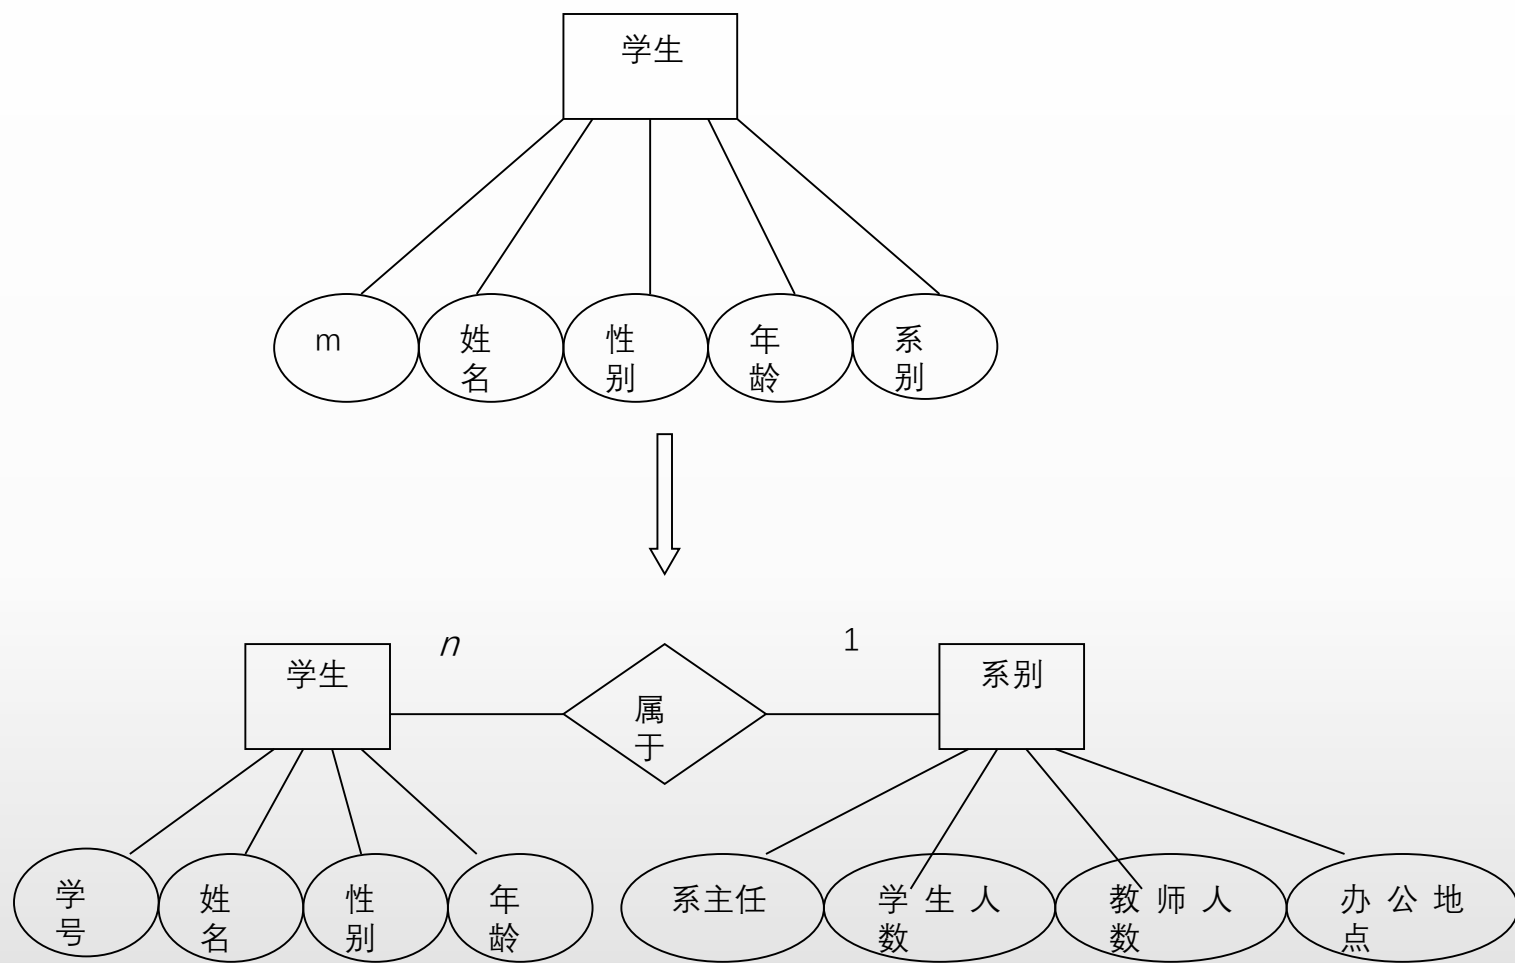 学生
m
姓
名
性
别
年
龄
系
别
n
1
学生
属
于
系别
学
号
姓
名
性
别
年
龄
系主任
学 生 人
数
教 师 人
数
办 公 地
点